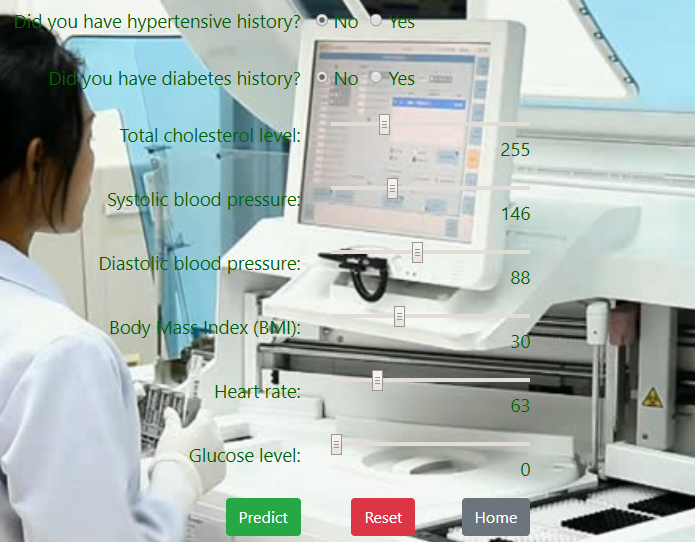 Did you have hypertensive history? No Yes
Did you have diabetes history? No Yes
Total cholesterol level:
255
Systolic blood pressure:
146
Diastolic blood pressure:
88
Body Mass Index (BMI):
30
Heart rate:
63
Glucose level:
0
Predict Reset Home